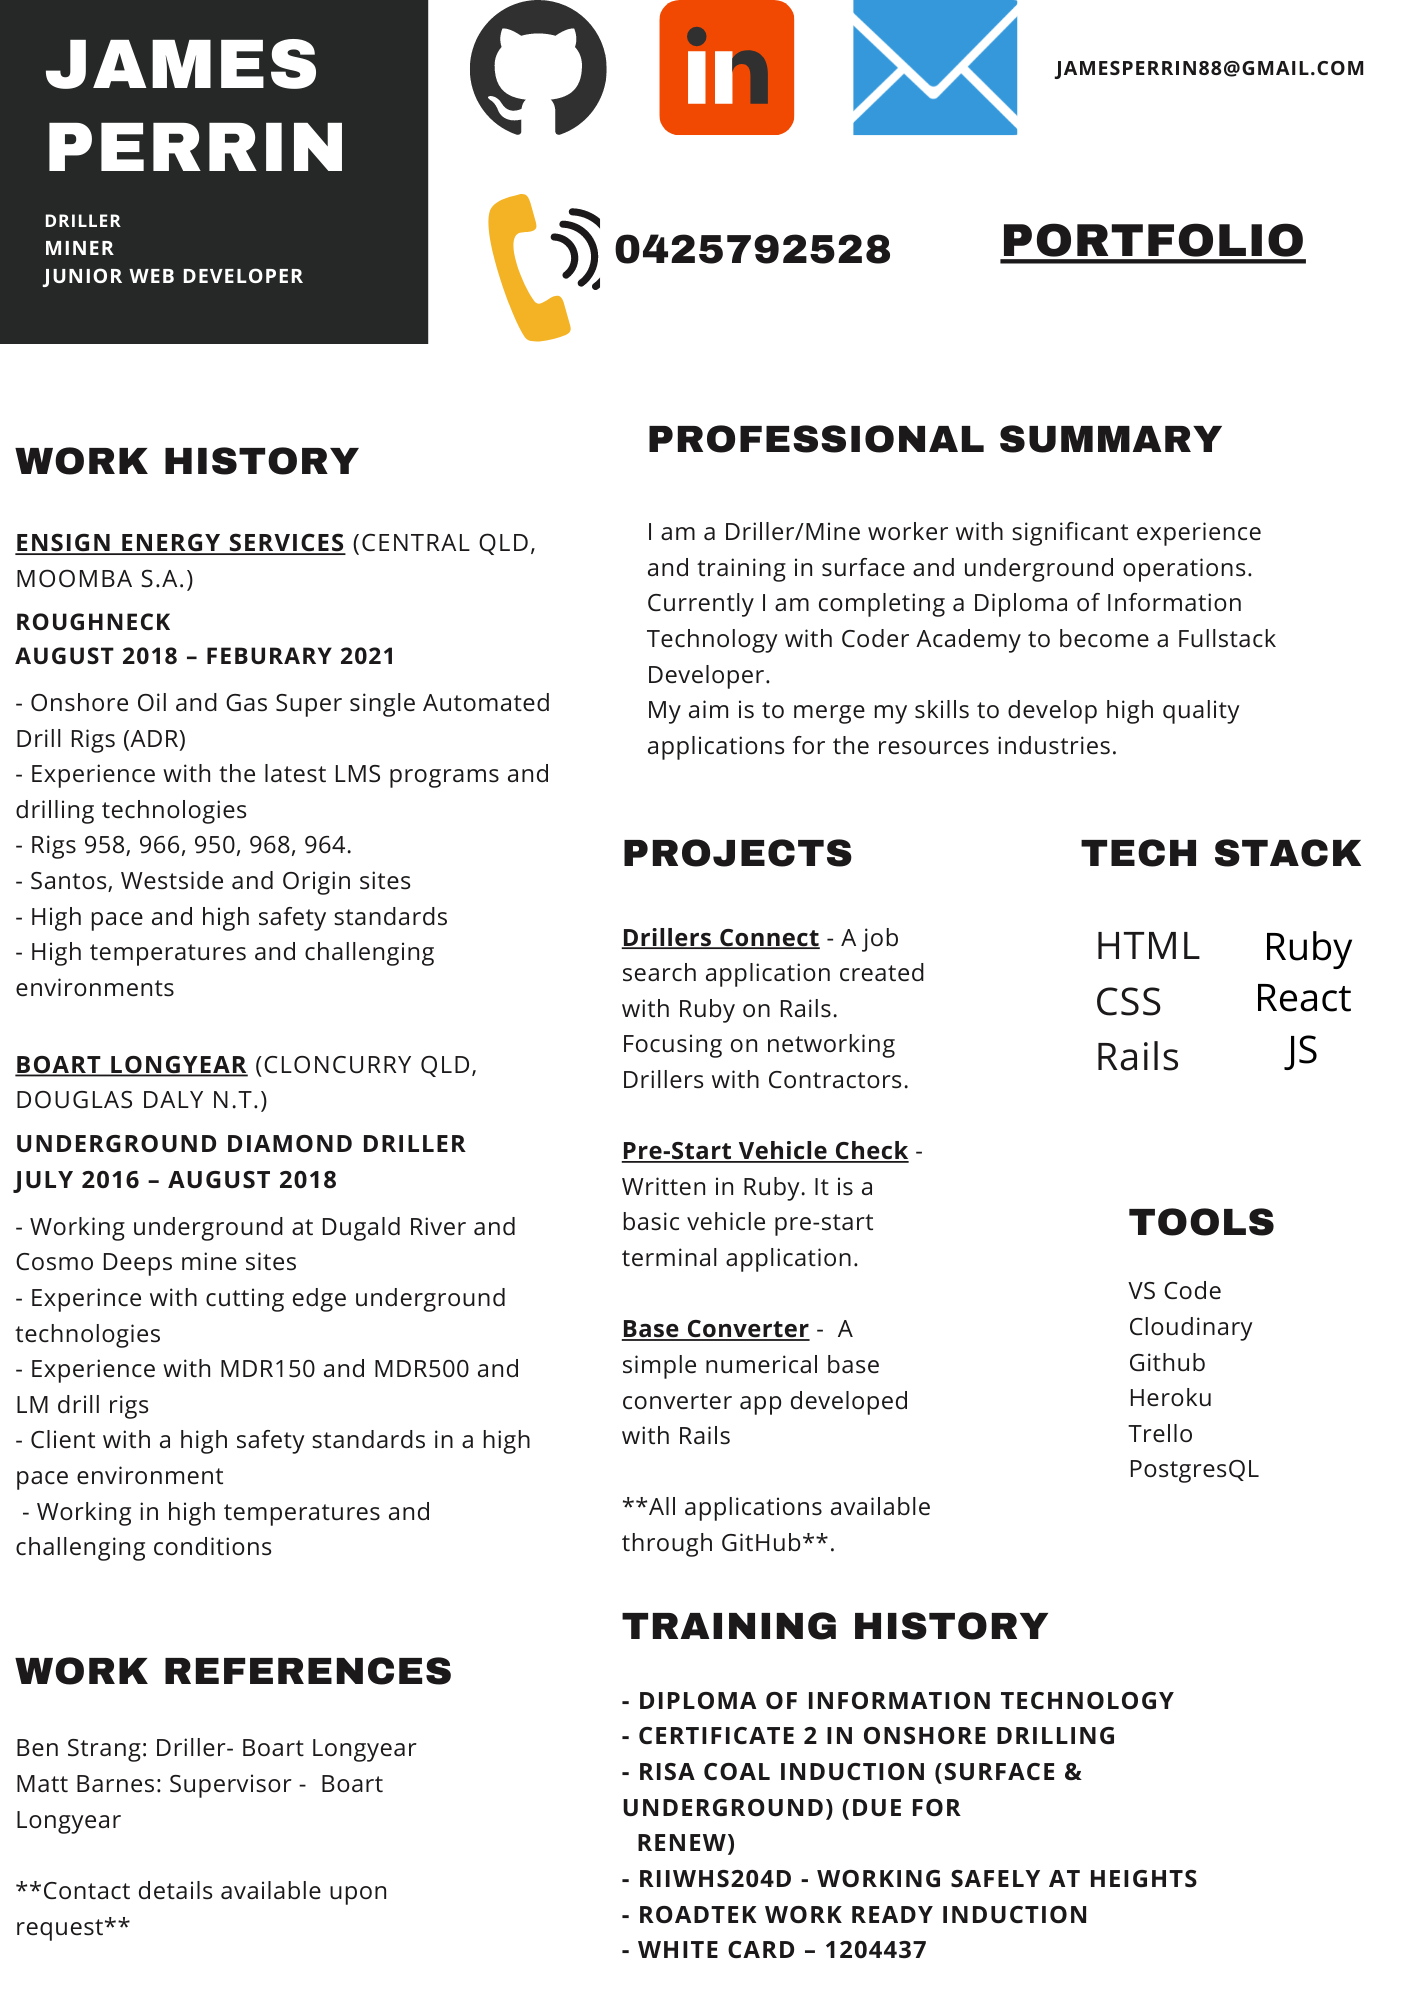 JAMES
PERRIN
DRILLER
MINER
JUNIOR WEB DEVELOPER
in
JAMESPERRIN88@GMAIL.COM
0425792528
PORTFOLIO
WORK HISTORY
ENSIGN ENERGY SERVICES (CENTRAL QLD,
MOOMBA S.A.)
ROUGHNECK
AUGUST 2018 – FEBURARY 2021
- Onshore Oil and Gas Super single Automated
Drill Rigs (ADR)
- Experience with the latest LMS programs and
drilling technologies
- Rigs 958, 966, 950, 968, 964.
- Santos, Westside and Origin sites
- High pace and high safety standards
- High temperatures and challenging
environments
BOART LONGYEAR (CLONCURRY QLD,
DOUGLAS DALY N.T.)
UNDERGROUND DIAMOND DRILLER
JULY 2016 – AUGUST 2018
- Working underground at Dugald River and
Cosmo Deeps mine sites
- Experince with cutting edge underground
technologies
- Experience with MDR150 and MDR500 and
LM drill rigs
- Client with a high safety standards in a high
pace environment
- Working in high temperatures and
challenging conditions
WORK REFERENCES
Ben Strang: Driller- Boart Longyear
Matt Barnes: Supervisor -  Boart
Longyear
**Contact details available upon
request**
PROFESSIONAL SUMMARY
I am a Driller/Mine worker with significant experience
and training in surface and underground operations.
Currently I am completing a Diploma of Information
Technology with Coder Academy to become a Fullstack
Developer.
My aim is to merge my skills to develop high quality
applications for the resources industries.
PROJECTS
Drillers Connect - A job
search application created
with Ruby on Rails.
Focusing on networking
Drillers with Contractors.
Pre-Start Vehicle Check -
Written in Ruby. It is a
basic vehicle pre-start
terminal application.
Base Converter -  A
simple numerical base
converter app developed
with Rails
**All applications available
through GitHub**.
TECH STACK
HTML
CSS
Rails
Ruby
React
JS
TOOLS
VS Code
Cloudinary
Github
Heroku
Trello
PostgresQL
TRAINING HISTORY
- DIPLOMA OF INFORMATION TECHNOLOGY
- CERTIFICATE 2 IN ONSHORE DRILLING
- RISA COAL INDUCTION (SURFACE &
UNDERGROUND) (DUE FOR
RENEW)
- RIIWHS204D - WORKING SAFELY AT HEIGHTS
- ROADTEK WORK READY INDUCTION
- WHITE CARD – 1204437